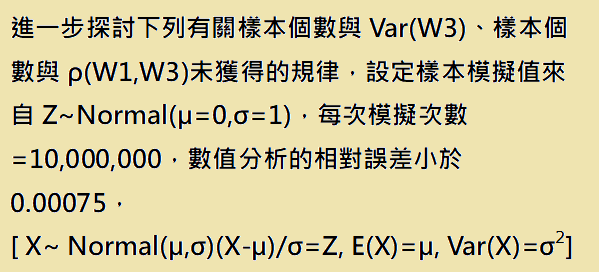 進一步探討下列有關樣本個數與 Var(W3)、樣本個
數與 ρ(W1,W3)未獲得的規律，設定樣本模擬值來
自 Z~Normal(μ=0,σ=1)，每次模擬次數
=10,000,000，數值分析的相對誤差小於
0.00075，
[ X~ Normal(μ,σ)(X-μ)/σ=Z, E(X)=μ, Var(X)=σ²]